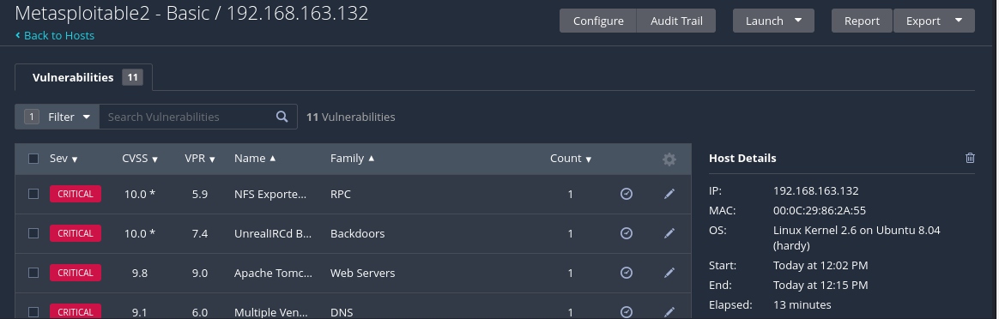 Metasploitable2 - Basic / 192.168.163.132
Configure Audit Trail Launch Report Export
Back to Hosts
Vulnerabilities 11
1 Filter Search Vulnerabilities 11 Vulnerabilities
Sev CVSS VPR Name Family Count
CRITICAL 10.0 * 5.9 NFS Exporte... RPC 1
CRITICAL 10.0 * 7.4 UnrealIRCd B... Backdoors 1
CRITICAL 9.8 9.0 Apache Tomc... Web Servers 1
CRITICAL 9.1 6.0 Multiple Ven... DNS 1
Host Details
IP: 192.168.163.132
MAC: 00:0C:29:86:2A:55
OS: Linux Kernel 2.6 on Ubuntu 8.04
(hardy)
Start: Today at 12:02 PM
End: Today at 12:15 PM
Elapsed: 13 minutes